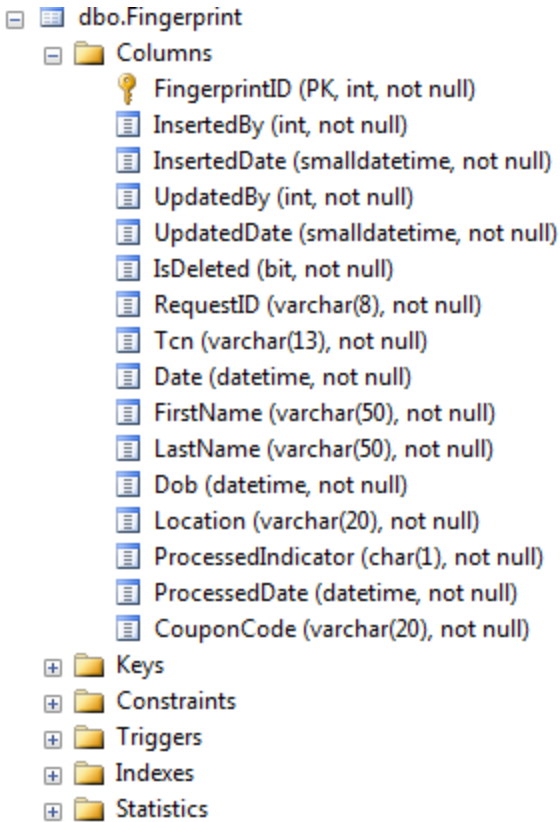 dbo.Fingerprint
Columns
FingerprintID (PK, int, not null)
InsertedBy (int, not null)
InsertedDate (smalldatetime, not null)
UpdatedBy (int, not null)
UpdatedDate (smalldatetime, not null)
IsDeleted (bit, not null)
RequestID (varchar(8), not null)
Tcn (varchar(13), not null)
Date (datetime, not null)
FirstName (varchar(50), not null)
LastName (varchar(50), not null)
Dob (datetime, not null)
Location (varchar(20), not null)
ProcessedIndicator (char(1), not null)
ProcessedDate (datetime, not null)
CouponCode (varchar(20), not null)
Keys
Constraints
Triggers
Indexes
Statistics